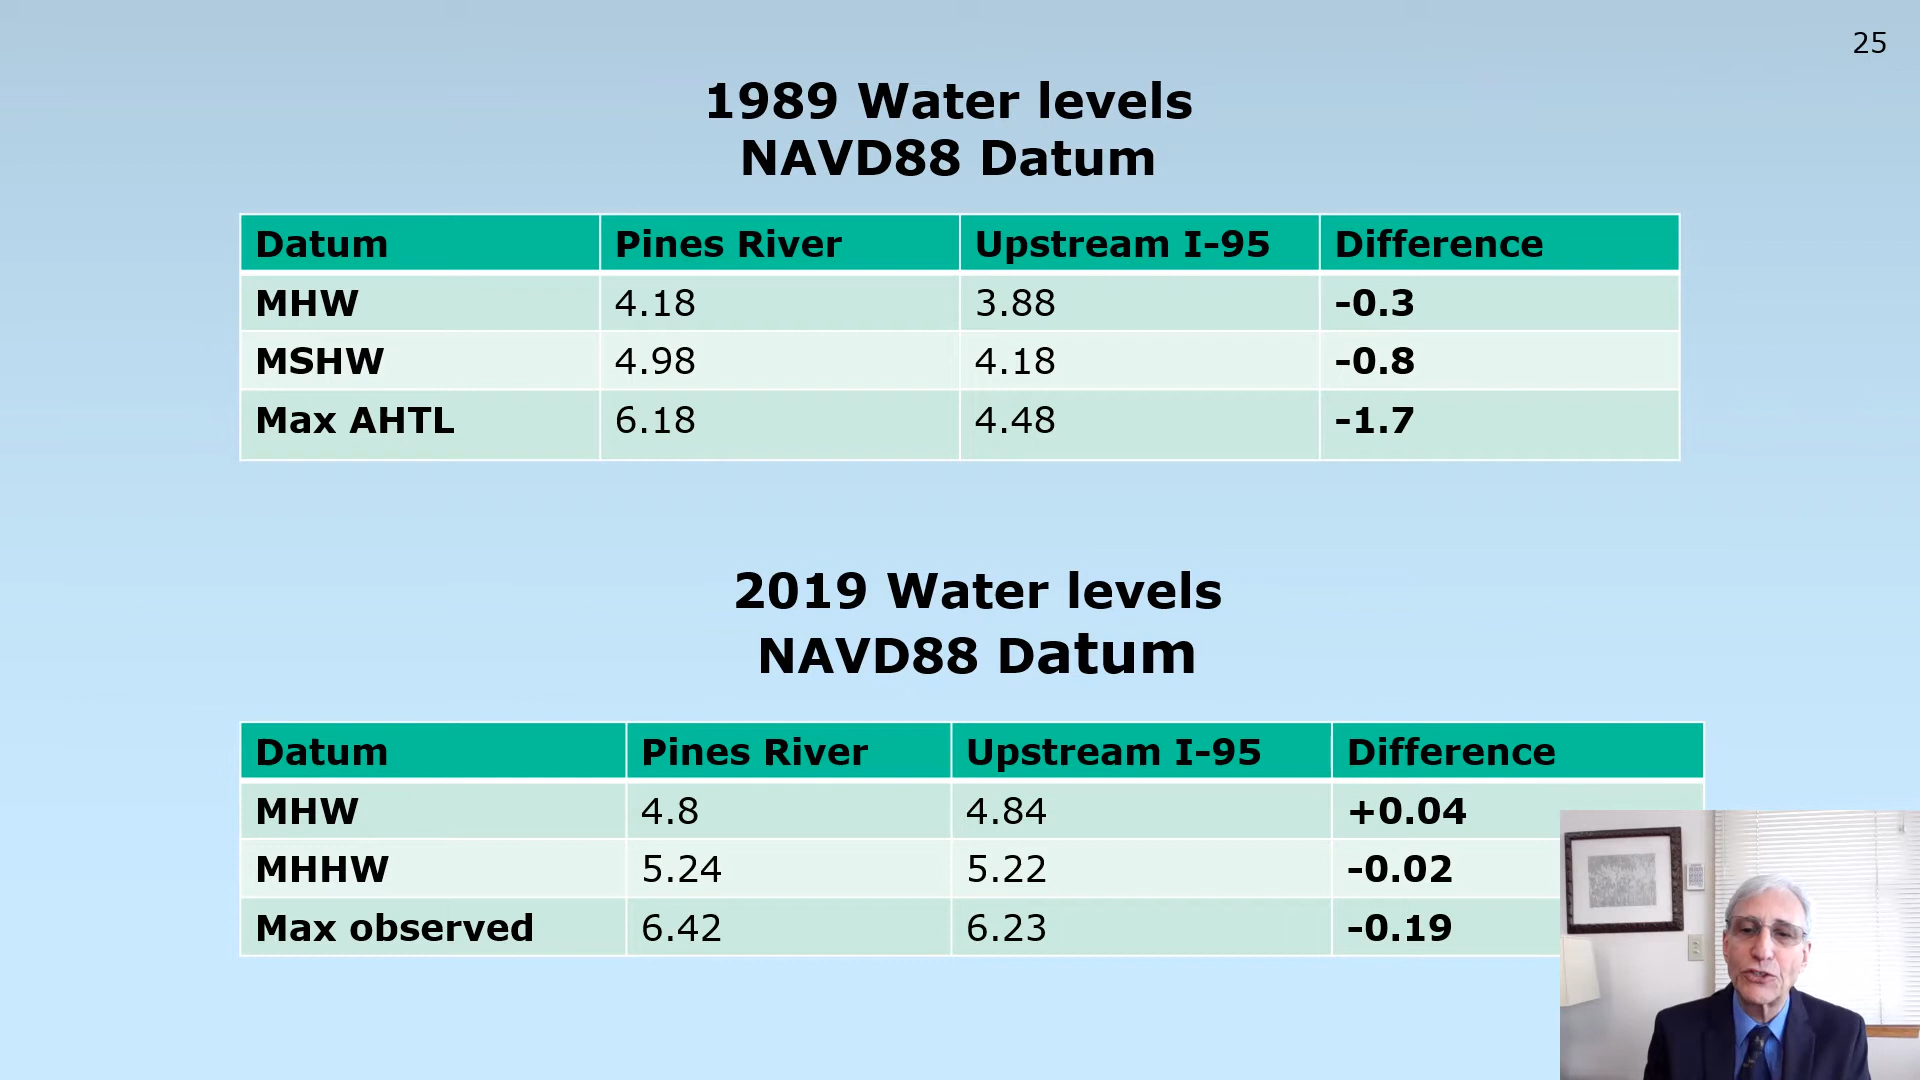 25
1989 Water levels
NAVD88 Datum
Datum Pines River Upstream I-95 Difference
MHW 4.18 3.88 -0.3
MSHW 4.98 4.18 -0.8
Max AHTL 6.18 4.48 -1.7
2019 Water levels
NAVD88 Datum
Datum Pines River Upstream I-95 Difference
MHW 4.8 4.84 +0.04
MHHW 5.24 5.22 -0.02
Max observed 6.42 6.23 -0.19